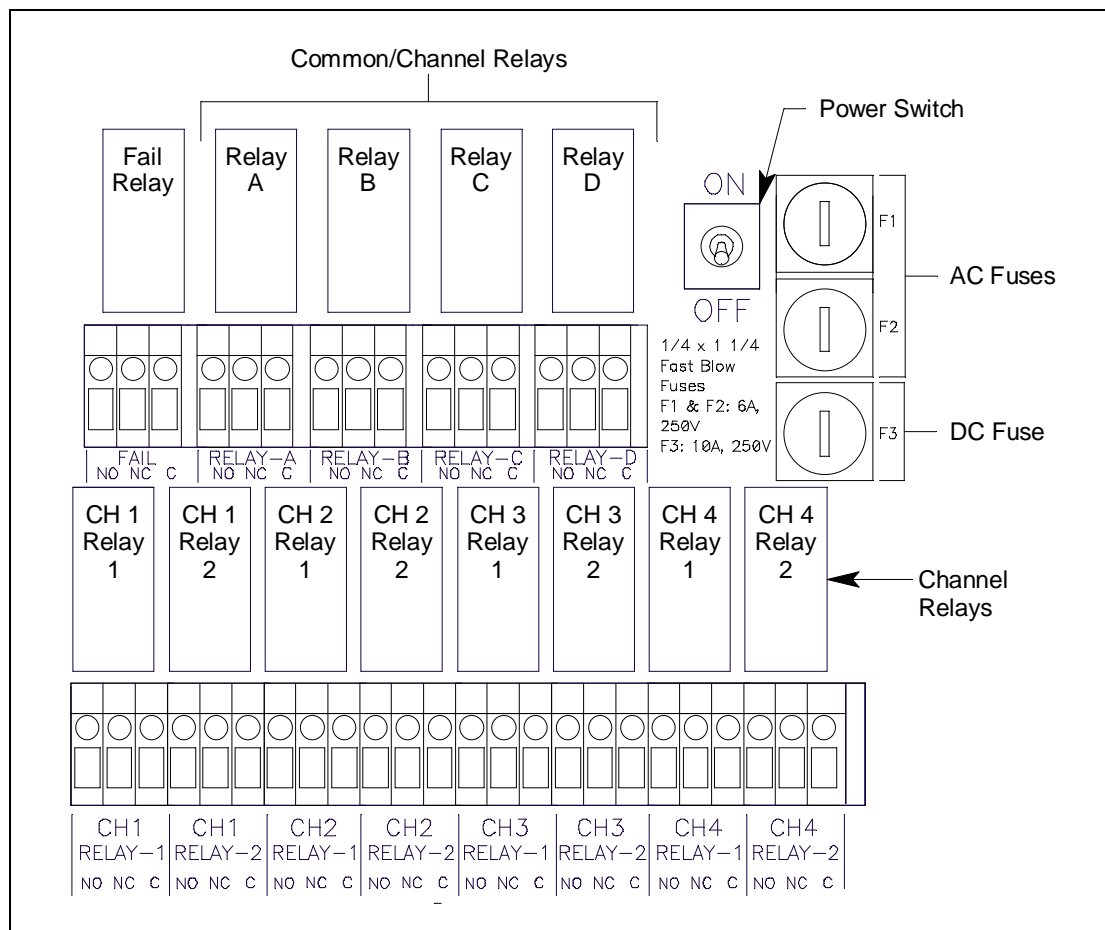 Common/Channel Relays
Power Switch
Fail
Relay
Relay
A
Relay
B
Relay
C
Relay
D
ON
OFF
F1
F2
AC Fuses
1/4 x 1 1/4
Fast Blow
Fuses
F1 & F2: 6A,
250V
F3: 10A, 250V
F3
DC Fuse
FAIL
NO NC C
RELAY-A
NO NC C
RELAY-B
NO NC C
RELAY-C
NO NC C
RELAY-D
NO NC C
CH 1
Relay
1
CH 1
Relay
2
CH 2
Relay
1
CH 2
Relay
2
CH 3
Relay
1
CH 3
Relay
2
CH 4
Relay
1
CH 4
Relay
2
Channel
Relays
CH1
RELAY-1
NO NC C
CH1
RELAY-2
NO NC C
CH2
RELAY-1
NO NC C
CH2
RELAY-2
NO NC C
CH3
RELAY-1
NO NC C
CH3
RELAY-2
NO NC C
CH4
RELAY-1
NO NC C
CH4
RELAY-2
NO NC C